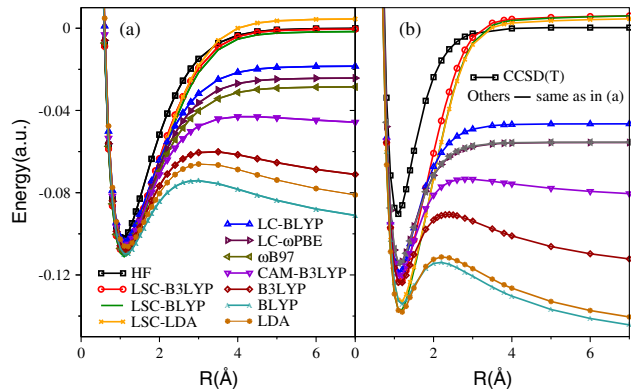 (a)
(b)
0
-0.04
-0.08
-0.12
Energy(a.u.)
CCSD(T)
Others — same as in (a)
HF
LSC-B3LYP
LSC-BLYP
LSC-LDA
LC-BLYP
LC-ωPBE
ωB97
CAM-B3LYP
B3LYP
BLYP
LDA
0 2 4 6 0 2 4 6
R(Å) R(Å)